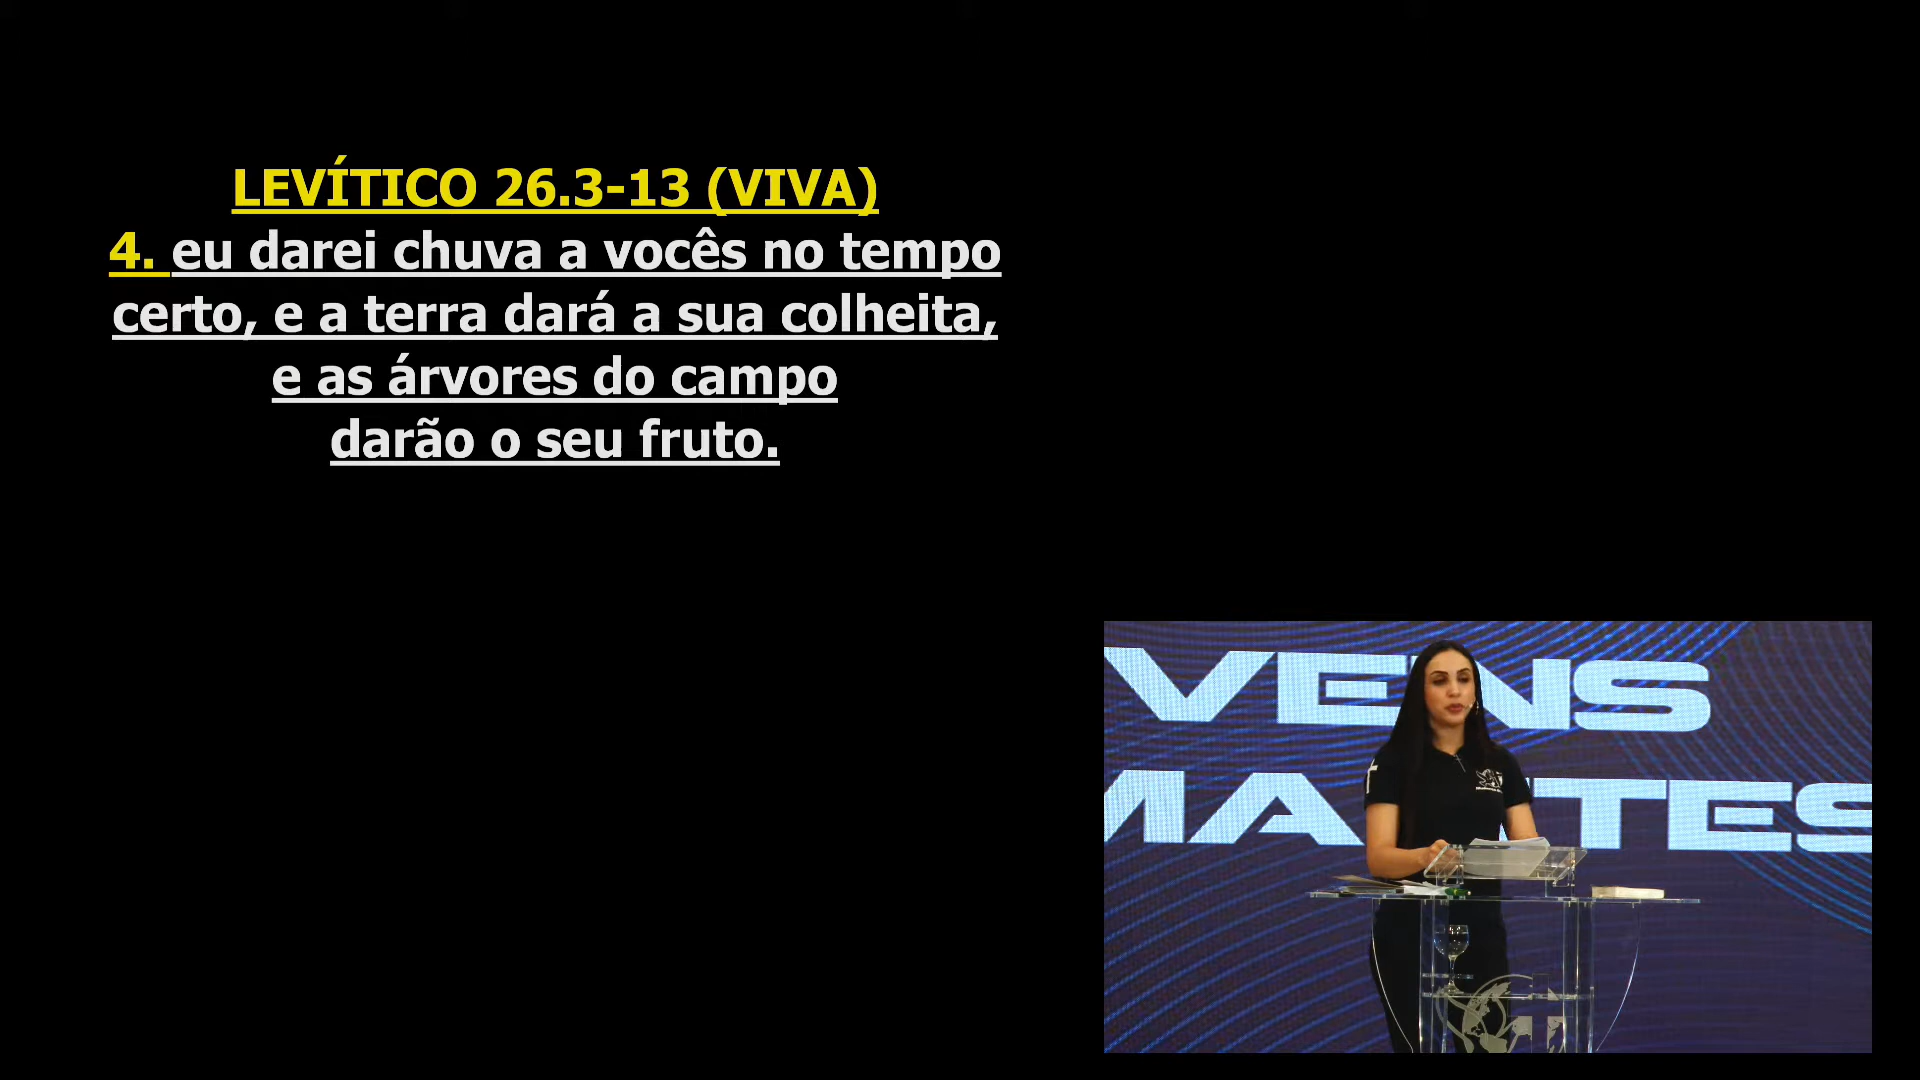 LEVÍTICO 26.3-13 (VIVA)
4. eu darei chuva a vocês no tempo
certo, e a terra dará a sua colheita,
e as árvores do campo
darão o seu fruto.
VENS
MA TES